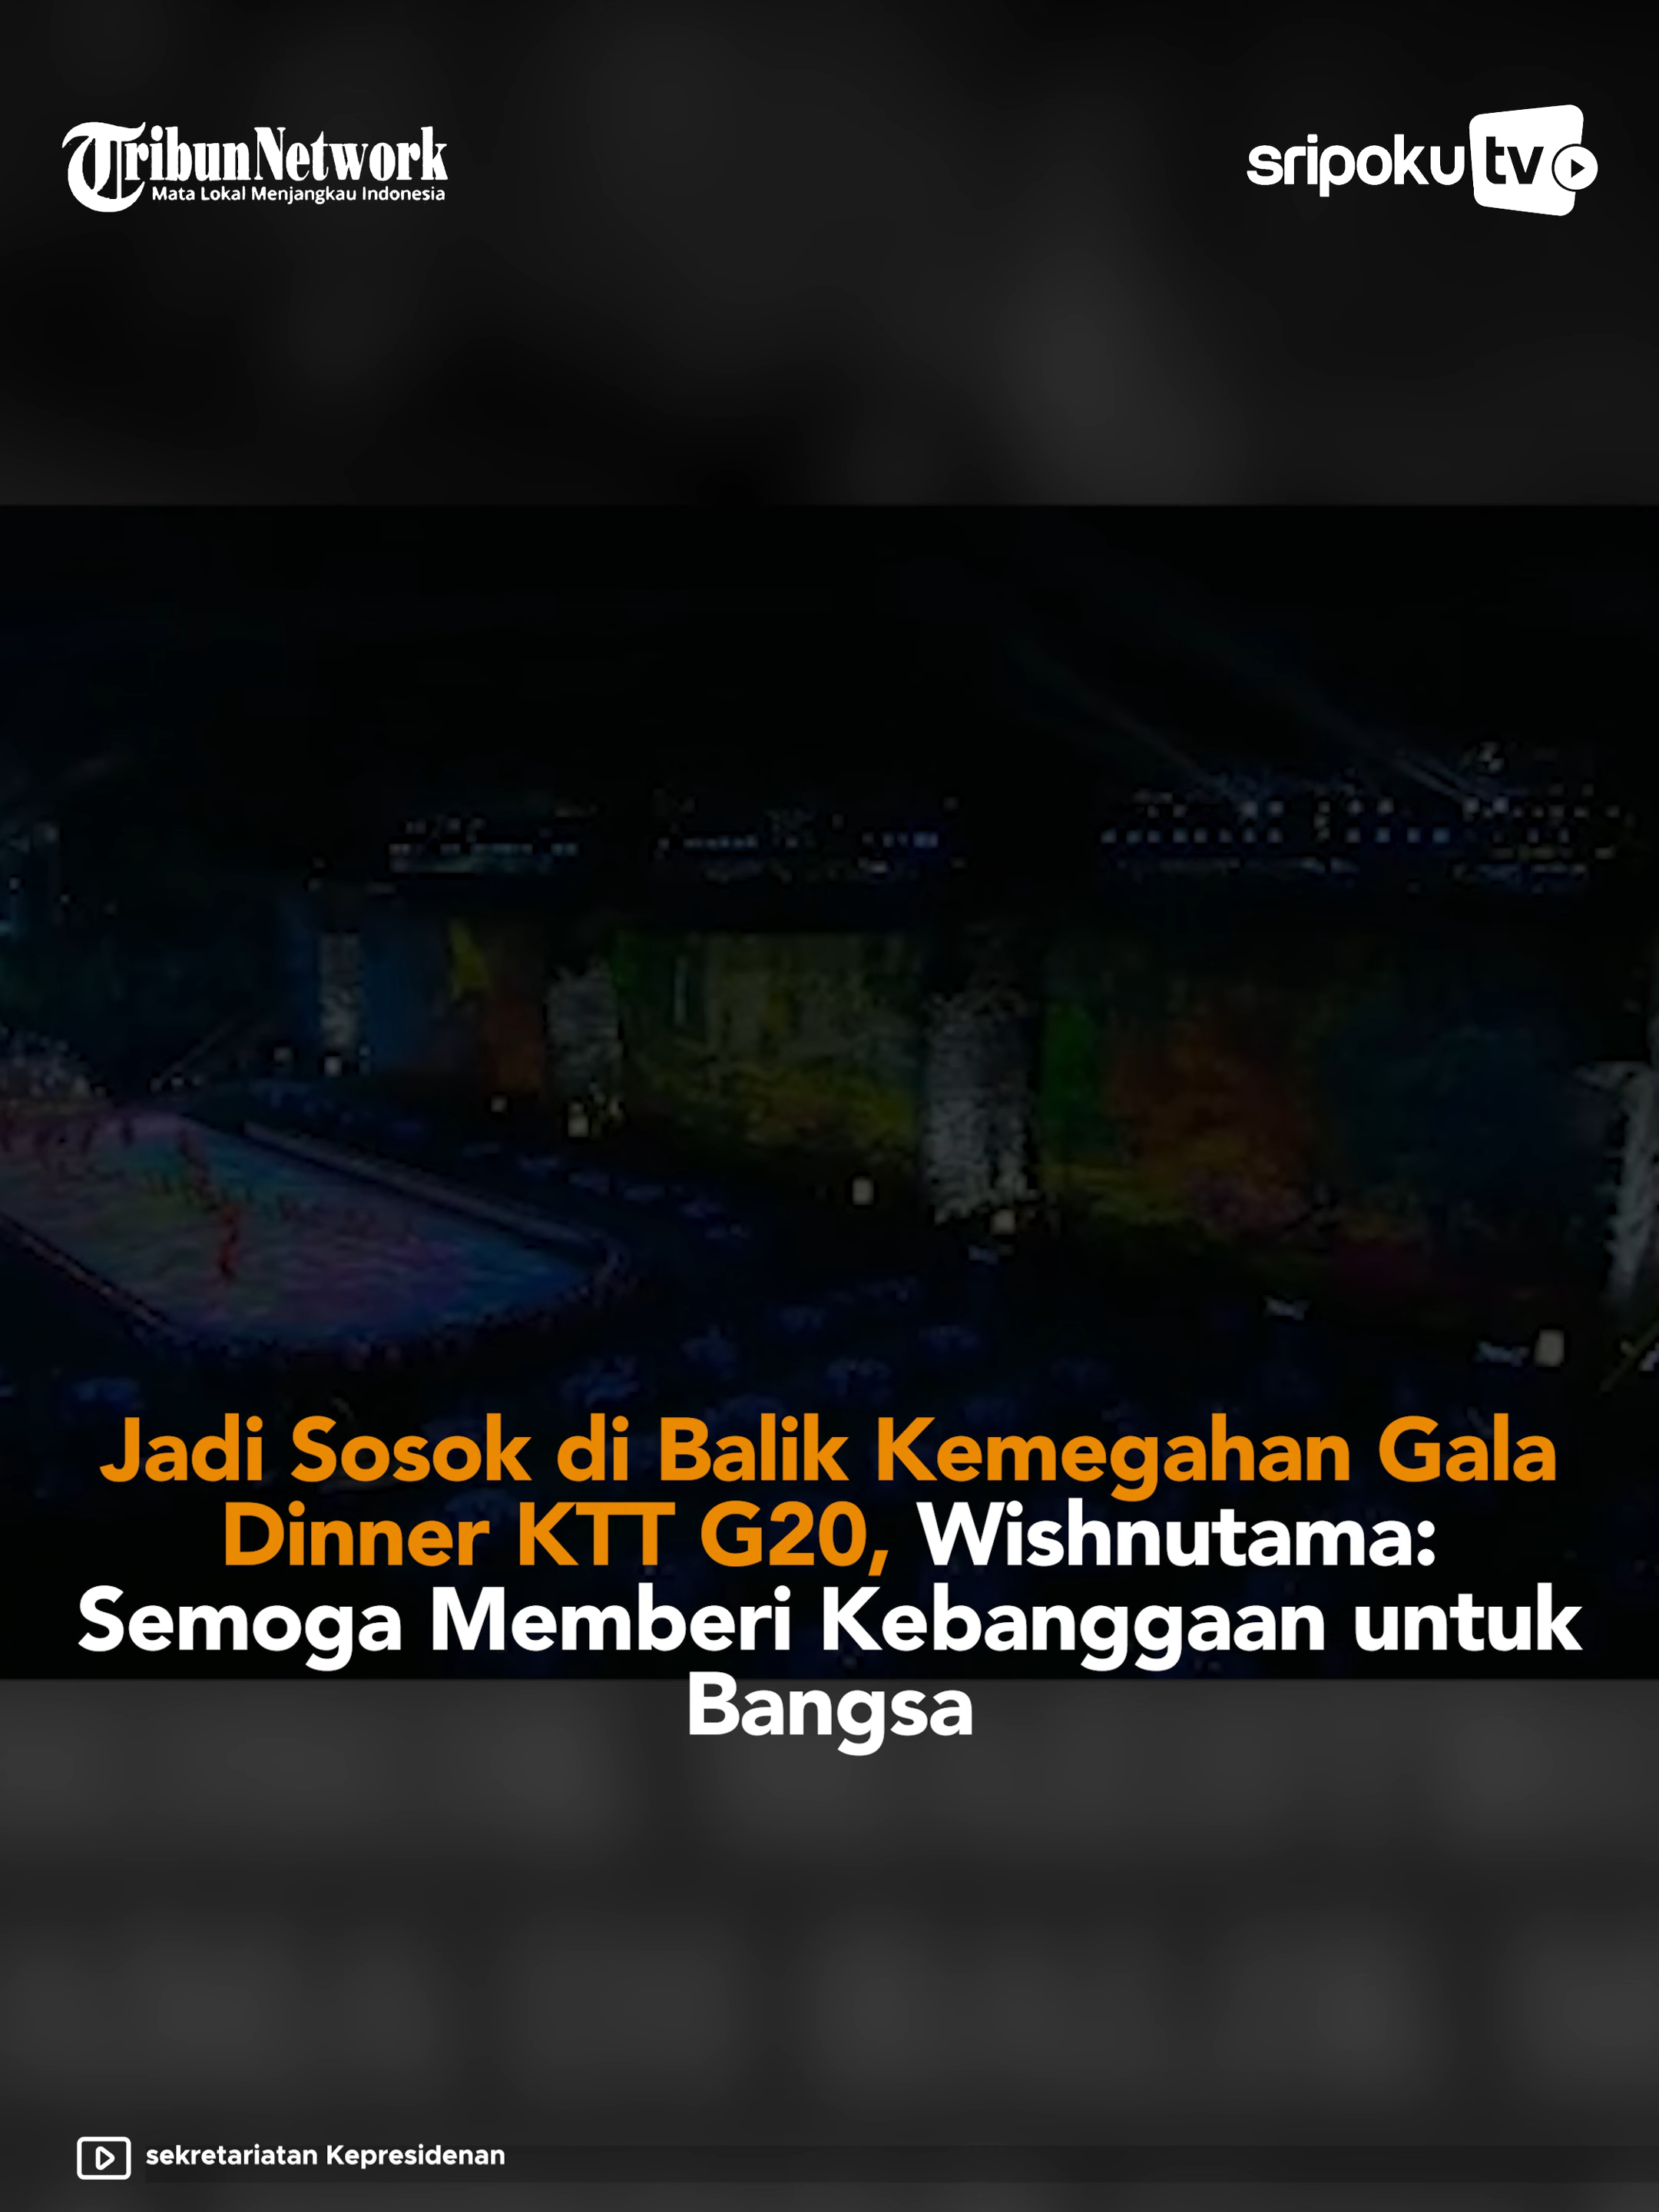 TribunNetwork
Mata Lokal Menjangkau Indonesia
sripoku tv
Jadi Sosok di Balik Kemegahan Gala
Dinner KTT G20, Wishnutama:
Semoga Memberi Kebanggaan untuk
Bangsa
sekretariatan Kepresidenan